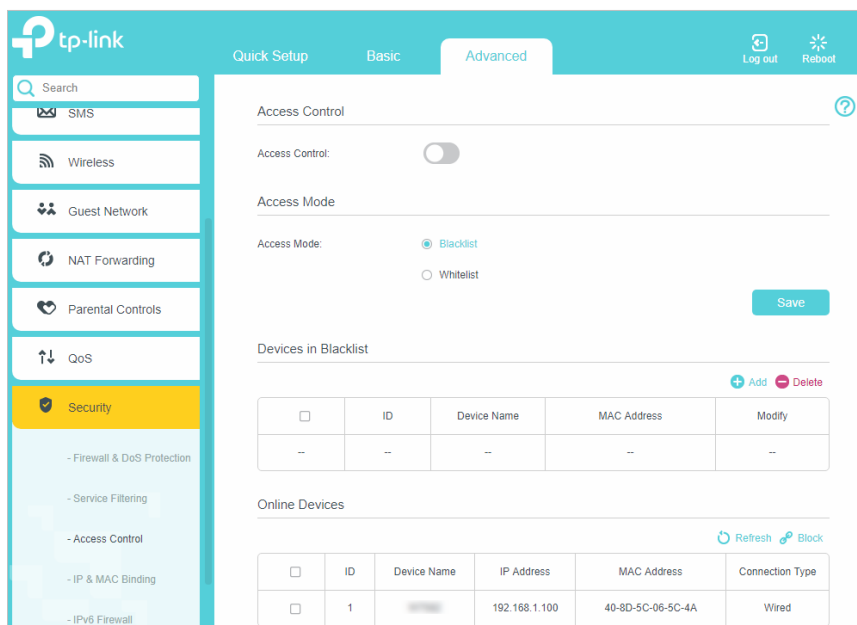 tp-link
Quick Setup
Basic
Advanced
Log out
Reboot
Search
SMS
Wireless
Guest Network
NAT Forwarding
Parental Controls
QoS
Security
- Firewall & DoS Protection
- Service Filtering
- Access Control
- IP & MAC Binding
- IPv6 Firewall
Access Control
Access Control:
Access Mode
Access Mode:
Blacklist
Whitelist
Save
Devices in Blacklist
Add Delete
ID Device Name MAC Address Modify
-- -- -- -- --
Online Devices
Refresh Block
ID Device Name IP Address MAC Address Connection Type
1 192.168.1.100 40-8D-5C-06-5C-4A Wired